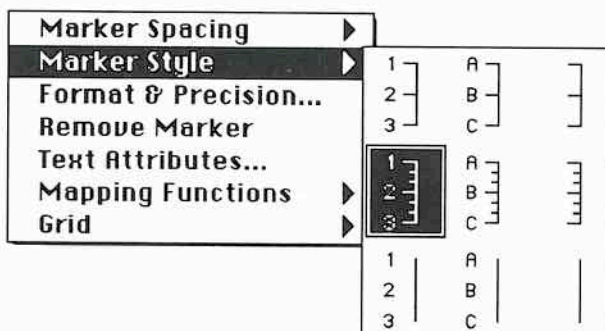 Marker Spacing
Marker Style
Format & Precision...
Remove Marker
Text Attributes...
Mapping Functions
Grid
1 A
2 B
3 C
1 A
2 B
3 C
1 A
2 B
3 C